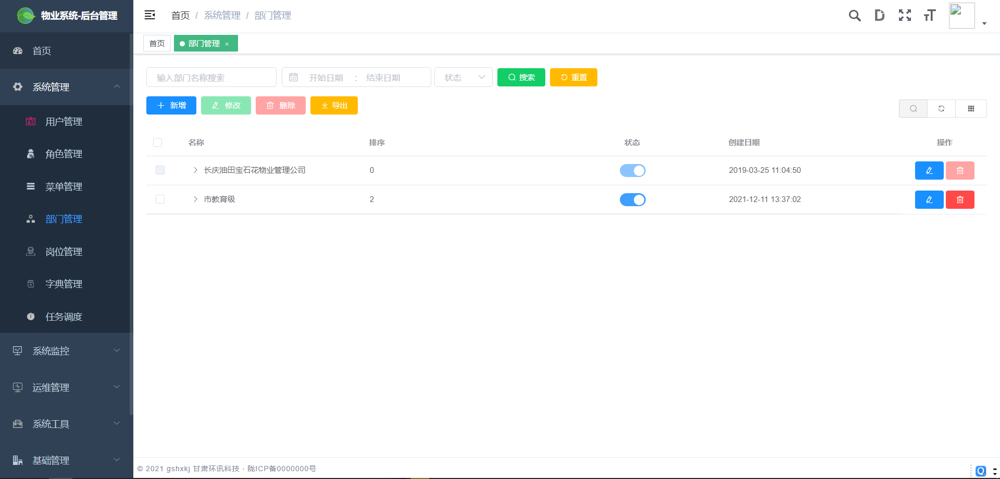 物业系统-后台管理
首页 / 系统管理 / 部门管理
首页
部门管理 ×
首页
系统管理
用户管理
角色管理
菜单管理
部门管理
岗位管理
字典管理
任务调度
系统监控
运维管理
系统工具
基础管理
输入部门名称搜索
开始日期 : 结束日期
状态
搜索
重置
新增
修改
删除
导出
名称 排序 状态 创建日期 操作
长庆油田宝石花物业管理公司 0 2019-03-25 11:04:50
市教育级 2 2021-12-11 13:37:02
© 2021 gshxkj 甘肃环讯科技 · 陇ICP备0000000号